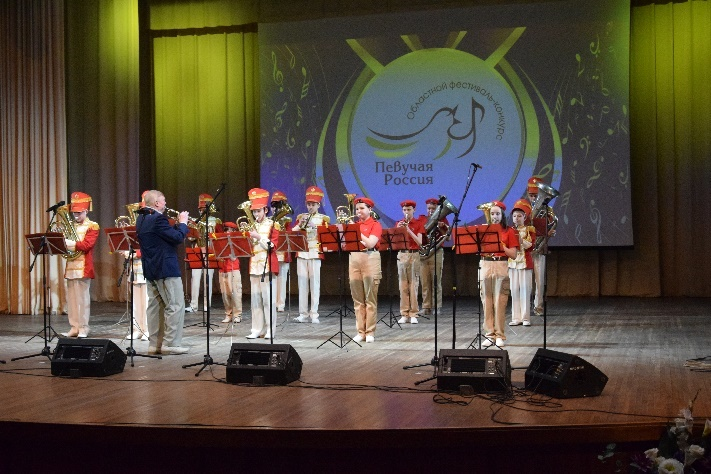 Областной фестиваль-конкурс
Певучая
Россия